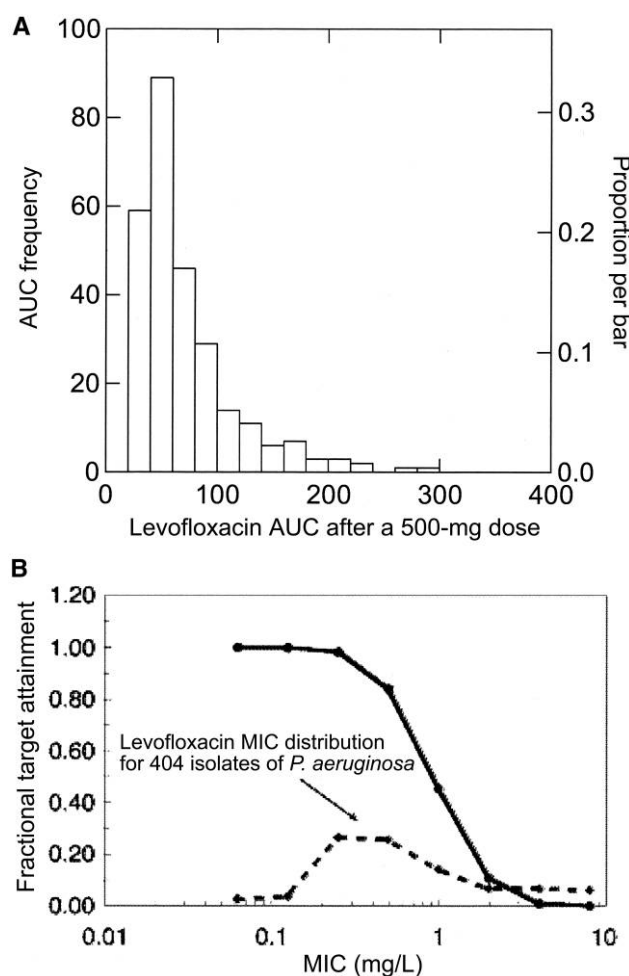 A
100
80
60
40
20
0
AUC frequency
0.3
0.2
0.1
0.0
Proportion per bar
0
100
200
300
400
Levofloxacin AUC after a 500-mg dose
B
1.20
1.00
0.80
0.60
0.40
0.20
0.00
Fractional target attainment
Levofloxacin MIC distribution
for 404 isolates of P. aeruginosa
0.01
0.1
1
10
MIC (mg/L)